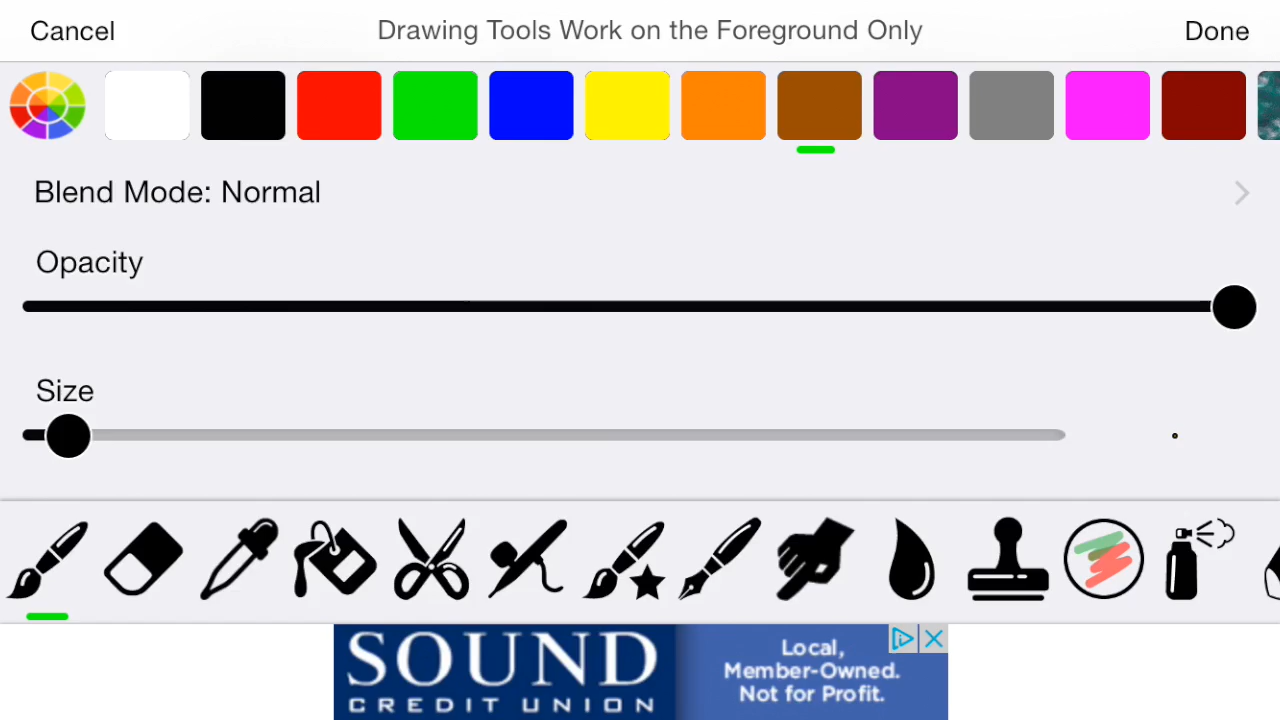 Cancel
Drawing Tools Work on the Foreground Only
Done
Blend Mode: Normal
Opacity
Size
SOUND
CREDIT UNION
Local,
Member-Owned.
Not for Profit.